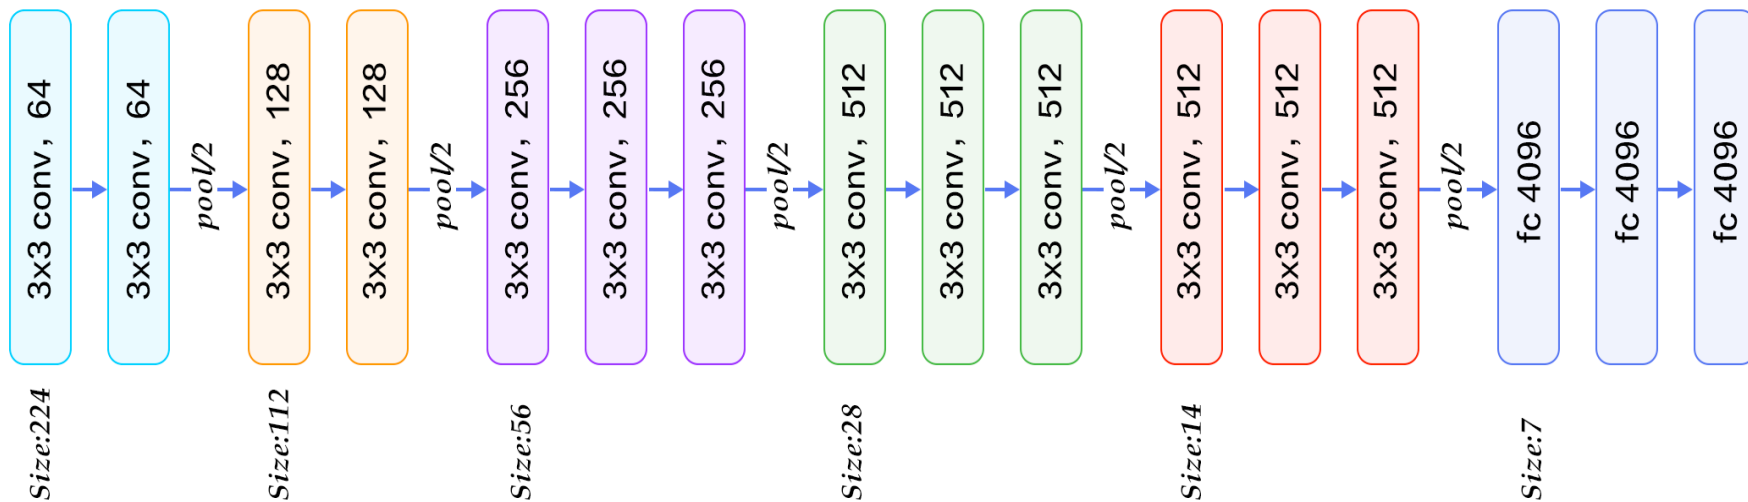 3x3 conv, 64
3x3 conv, 64
pool/2
3x3 conv, 128
3x3 conv, 128
pool/2
3x3 conv, 256
3x3 conv, 256
3x3 conv, 256
pool/2
3x3 conv, 512
3x3 conv, 512
3x3 conv, 512
pool/2
3x3 conv, 512
3x3 conv, 512
3x3 conv, 512
pool/2
fc 4096
fc 4096
fc 4096
Size:224
Size:112
Size:56
Size:28
Size:14
Size:7